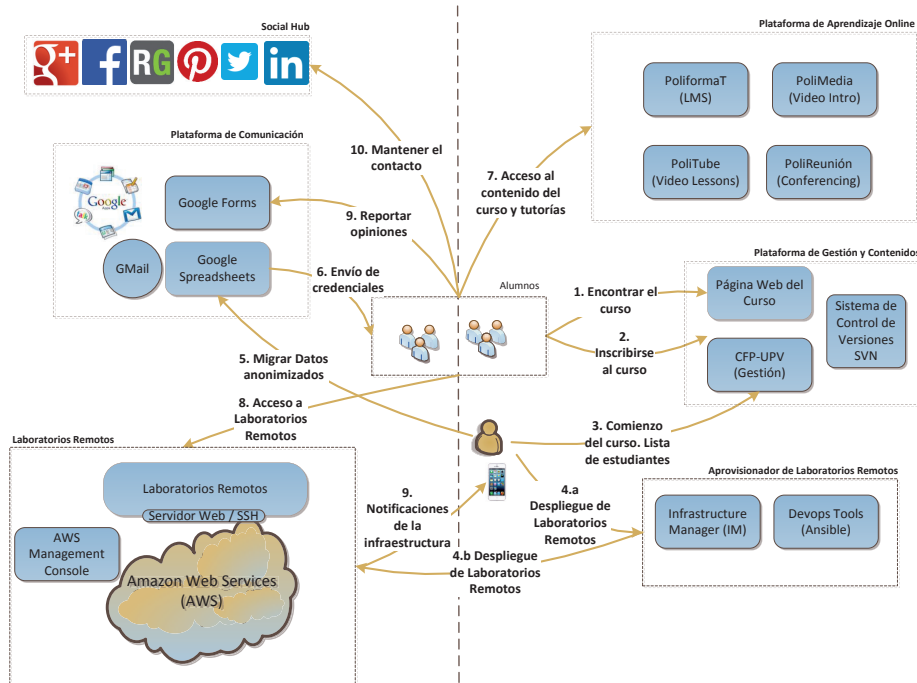 Social Hub
g+
f
RG
in
Plataforma de Aprendizaje Online
PoliformaT
(LMS)
PoliMedia
(Video Intro)
PoliTube
(Video Lessons)
PoliReunión
(Conferencing)
Plataforma de Comunicación
Google
Google Forms
GMail
Google
Spreadsheets
10. Mantener el
contacto
9. Reportar
opiniones
7. Acceso al
contenido del
curso y tutorías
6. Envío de
credenciales
Alumnos
1. Encontrar el
curso
2.
Inscribirse
al curso
Plataforma de Gestión y Contenidos
Página Web del
Curso
CFP-UPV
(Gestión)
Sistema de
Control de
Versiones
SVN
5. Migrar Datos
anonimizados
8. Acceso a
Laboratorios
Remotos
3. Comienzo
del curso. Lista
de estudiantes
Laboratorios Remotos
Laboratorios Remotos
Servidor Web / SSH
AWS
Management
Console
Amazon Web Services
(AWS)
9.
Notificaciones
de la
infraestructura
4.a
Despliegue de
Laboratorios
Remotos
4.b Despliegue
de Laboratorios
Remotos
Aprovisionador de Laboratorios Remotos
Infrastructure
Manager (IM)
Devops Tools
(Ansible)